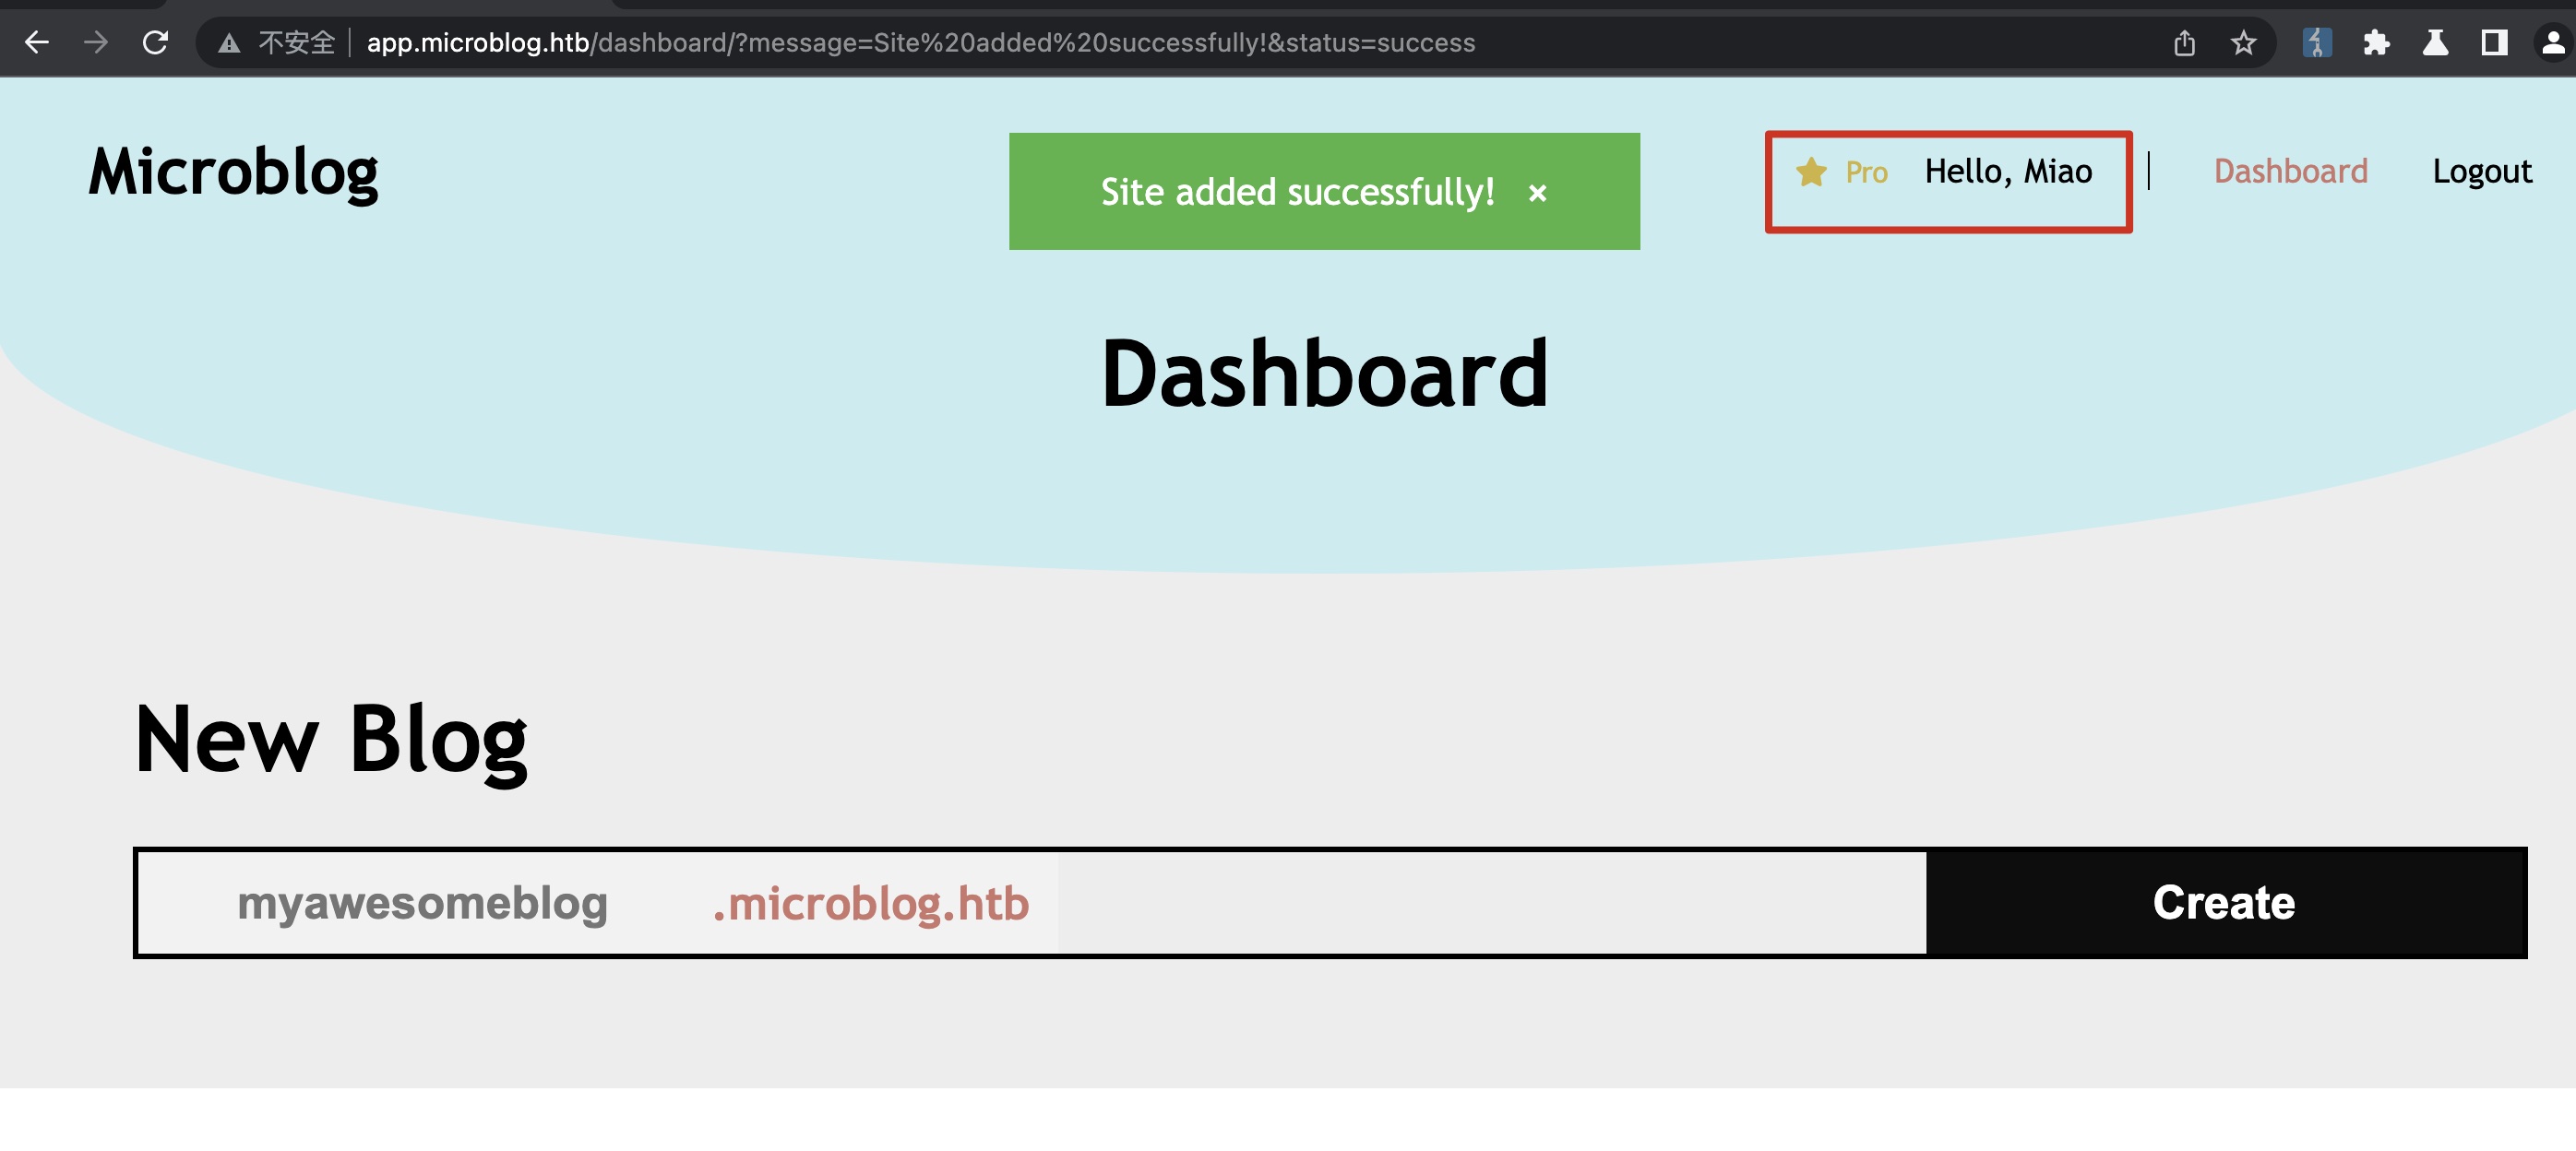 不安全 app.microblog.htb/dashboard/?message=Site%20added%20successfully!&status=success
Microblog
Site added successfully! ×
Pro Hello, Miao
Dashboard
Logout
Dashboard
New Blog
myawesomeblog .microblog.htb
Create